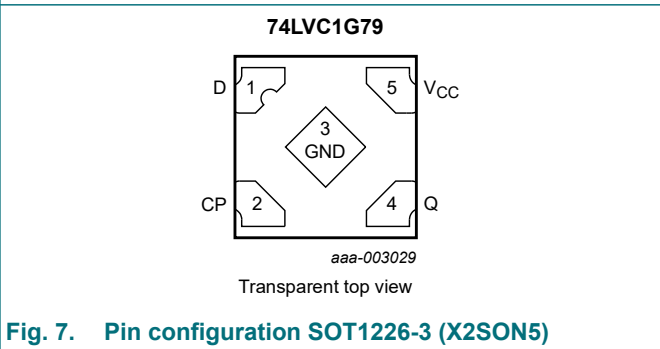 74LVC1G79
D 1 5 VCC
3
GND
CP 2 4 Q
aaa-003029
Transparent top view
Fig. 7. Pin configuration SOT1226-3 (X2SON5)